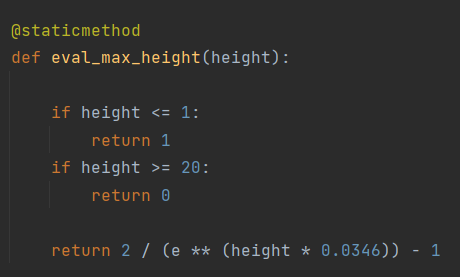 @staticmethod
def eval_max_height(height):
if height <= 1:
return 1
if height >= 20:
return 0
return 2 / (e ** (height * 0.0346)) - 1